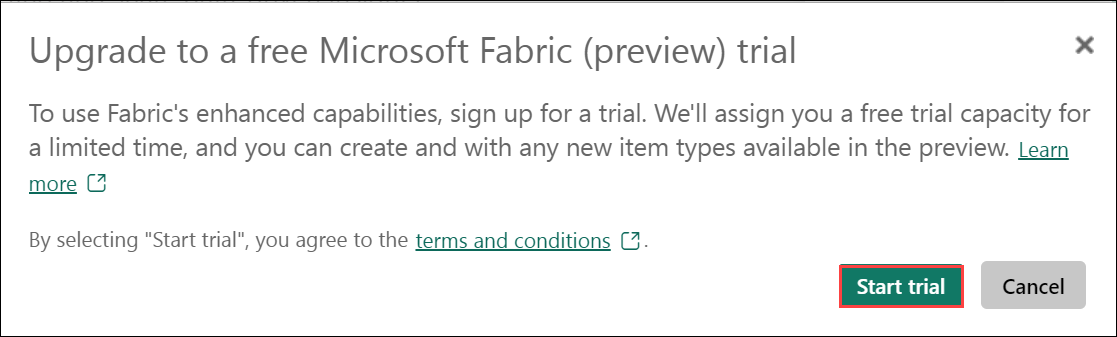 Upgrade to a free Microsoft Fabric (preview) trial
To use Fabric's enhanced capabilities, sign up for a trial. We'll assign you a free trial capacity for
a limited time, and you can create and with any new item types available in the preview. Learn
more
By selecting "Start trial", you agree to the terms and conditions .
Start trial
Cancel